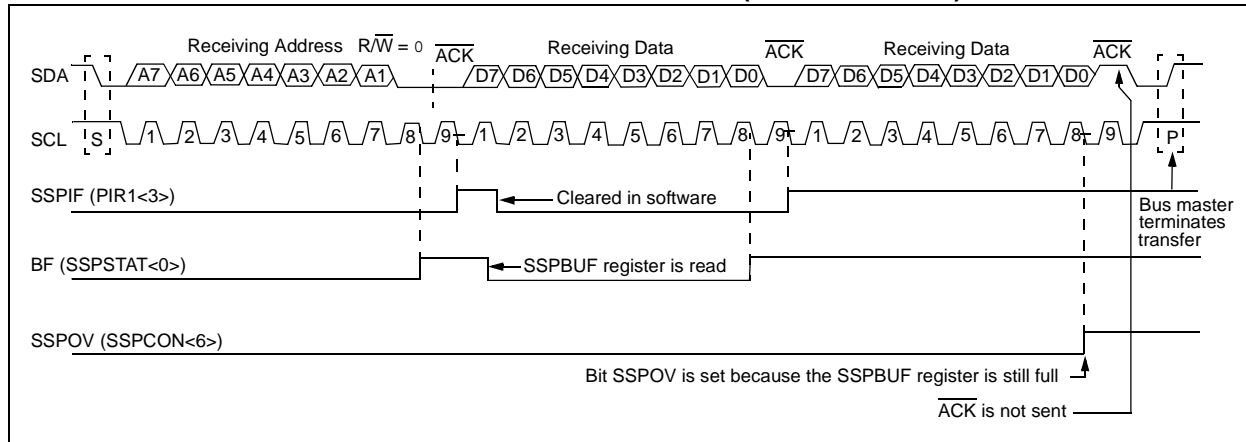 Receiving Address R/W̅ = 0 A̅C̅K̅ Receiving Data A̅C̅K̅ Receiving Data A̅C̅K̅
SDA A7 A6 A5 A4 A3 A2 A1 D7 D6 D5 D4 D3 D2 D1 D0 D7 D6 D5 D4 D3 D2 D1 D0
SCL S 1 2 3 4 5 6 7 8 9 1 2 3 4 5 6 7 8 9 1 2 3 4 5 6 7 8 9 P
SSPIF (PIR1<3>)
Cleared in software
Bus master
terminates
transfer
BF (SSPSTAT<0>)
SSPBUF register is read
SSPOV (SSPCON<6>)
Bit SSPOV is set because the SSPBUF register is still full
A̅C̅K̅ is not sent